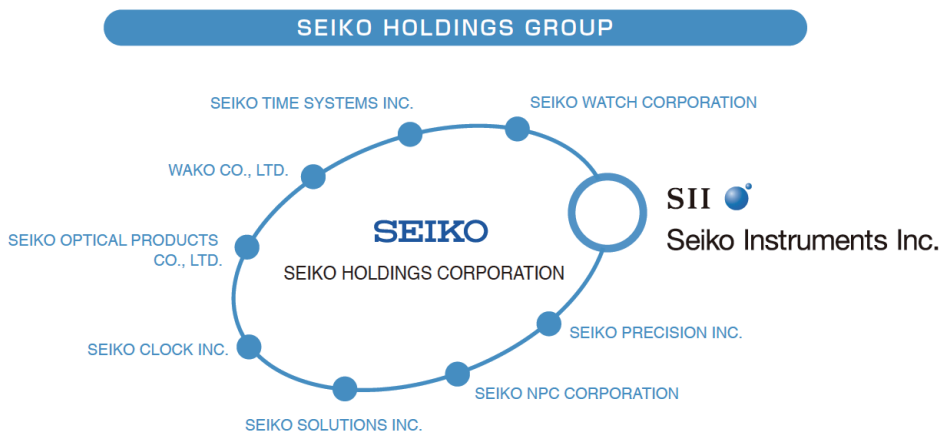 SEIKO HOLDINGS GROUP
SEIKO TIME SYSTEMS INC.
SEIKO WATCH CORPORATION
WAKO CO., LTD.
SII
Seiko Instruments Inc.
SEIKO OPTICAL PRODUCTS
CO., LTD.
SEIKO
SEIKO HOLDINGS CORPORATION
SEIKO PRECISION INC.
SEIKO CLOCK INC.
SEIKO NPC CORPORATION
SEIKO SOLUTIONS INC.